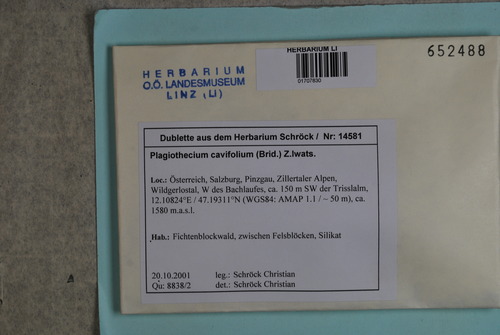 HERBARIUM LI
01707830
652488
HERBARIUM
O.Ö. LANDESMUSEUM
LINZ (LI)
Dublette aus dem Herbarium Schröck / Nr: 14581
Plagiothecium cavifolium (Brid.) Z.Iwats.
Loc.: Österreich, Salzburg, Pinzgau, Zillertaler Alpen,
Wildgerlostal, W des Bachlaufes, ca. 150 m SW der Trisslalm,
12.10824°E / 47.19311°N (WGS84: AMAP 1.1 / ~ 50 m), ca.
1580 m.a.s.l.
Hab.: Fichtenblockwald, zwischen Felsblöcken, Silikat
20.10.2001 leg.: Schröck Christian
Qu: 8838/2 det.: Schröck Christian